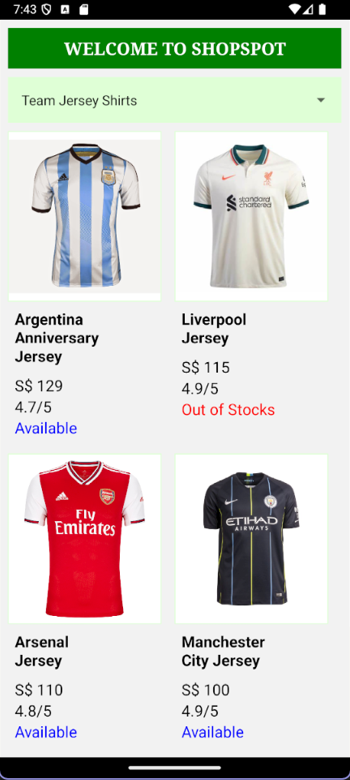 7:43
WELCOME TO SHOPSPOT
Team Jersey Shirts
standard
chartered
Argentina
Anniversary
Jersey
S$ 129
4.7/5
Available
Liverpool
Jersey
S$ 115
4.9/5
Out of Stocks
Fly
Emirates
ETIHAD
AIRWAYS
Arsenal
Jersey
S$ 110
4.8/5
Available
Manchester
City Jersey
S$ 100
4.9/5
Available